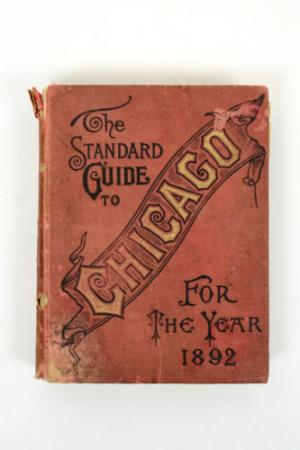 The
STANDARD
GUIDE
TO
CHICAGO
FOR
THE YEAR
1892